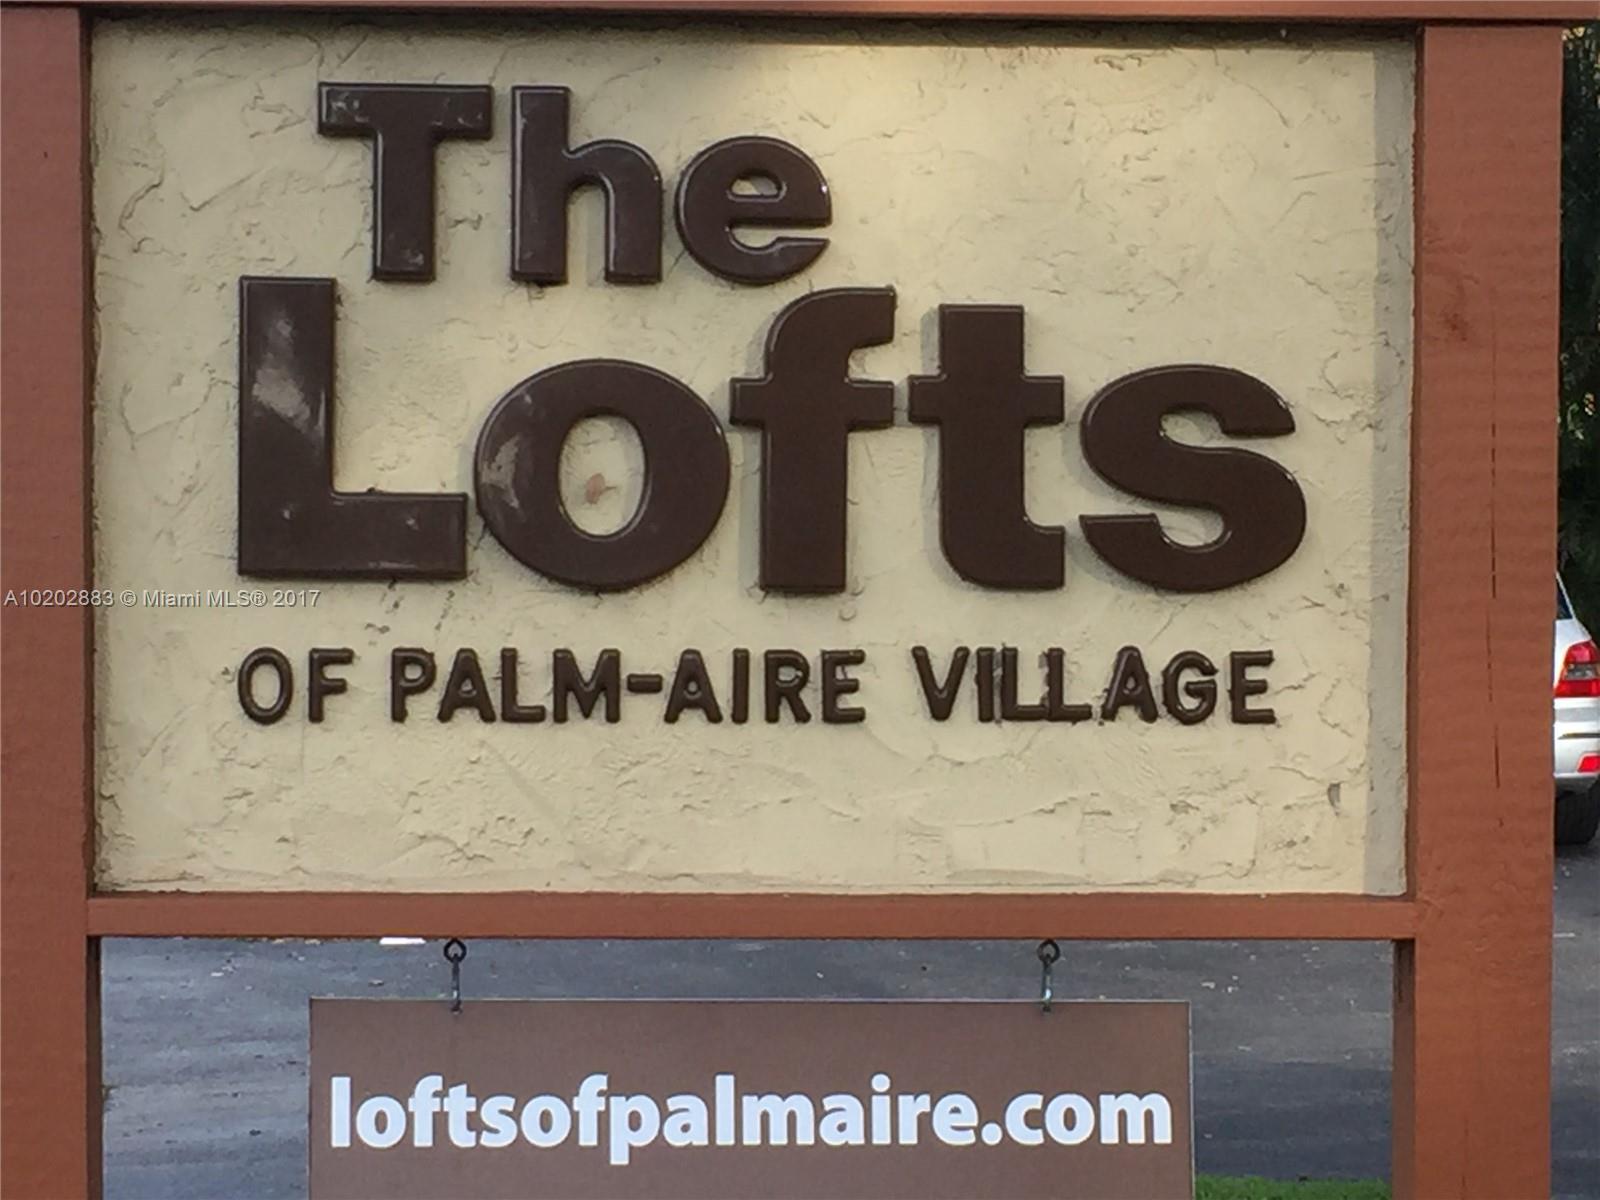 The
Lofts
A10202883 © Miami MLS® 2017
OF PALM-AIRE VILLAGE
loftsofpalmaire.com